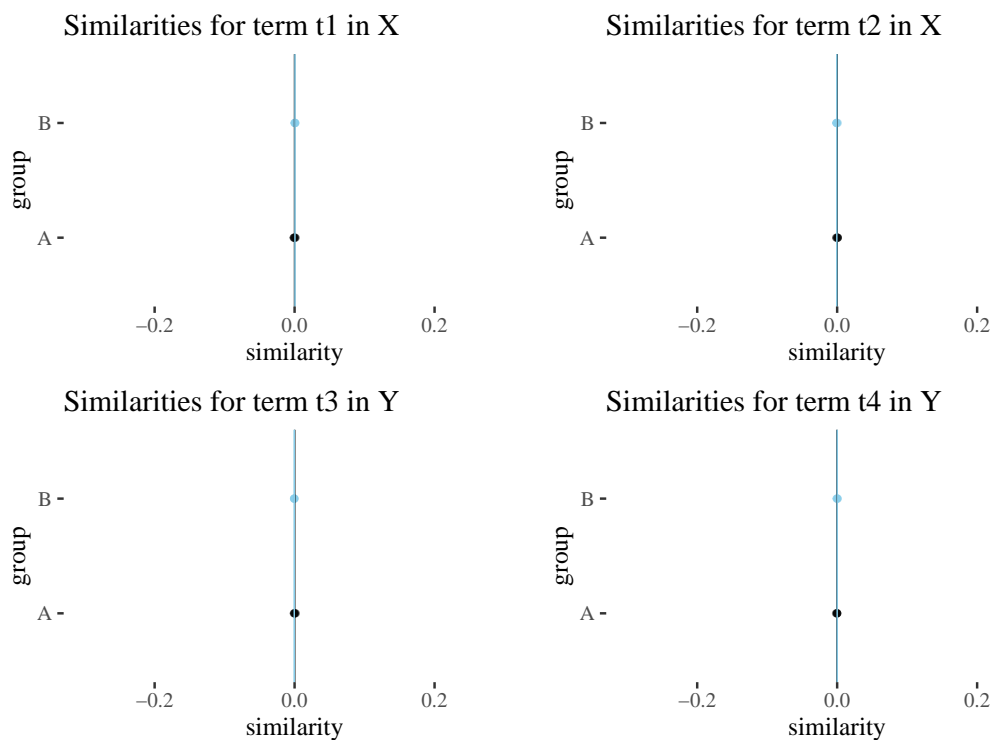 Similarities for term t1 in X
B
A
group
−0.2 0.0 0.2
similarity
Similarities for term t2 in X
B
A
group
−0.2 0.0 0.2
similarity
Similarities for term t3 in Y
B
A
group
−0.2 0.0 0.2
similarity
Similarities for term t4 in Y
B
A
group
−0.2 0.0 0.2
similarity